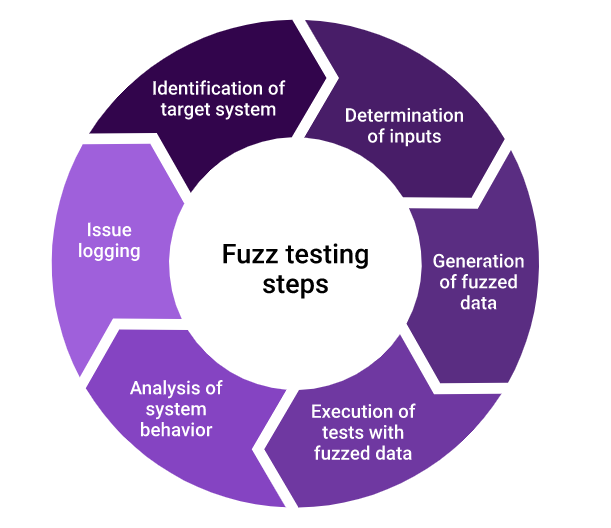 Fuzz testing
steps
Identification of
target system
Determination
of inputs
Generation
of fuzzed
data
Execution of
tests with
fuzzed data
Analysis of
system
behavior
Issue
logging